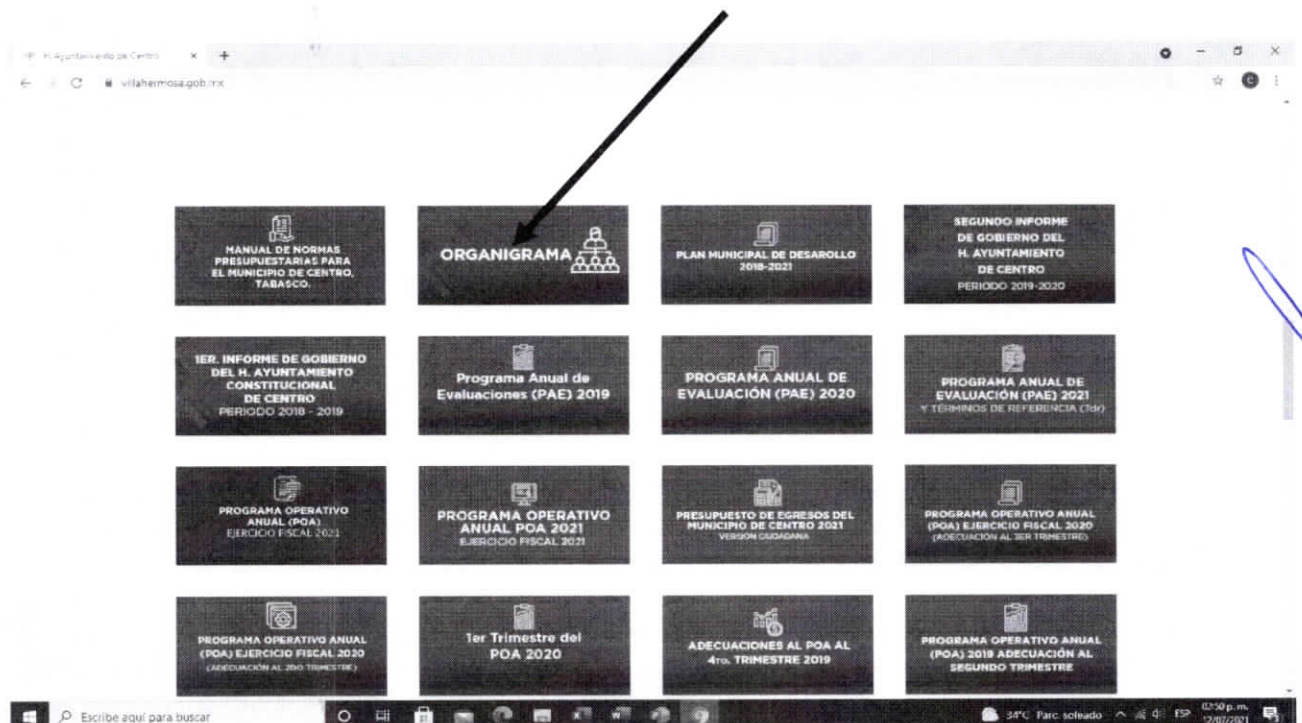 H. Ayuntamiento de Centro
villahermosa.gob.mx
MANUAL DE NORMAS
PRESUPUESTARIAS PARA
EL MUNICIPIO DE CENTRO,
TABASCO.
ORGANIGRAMA
PLAN MUNICIPAL DE DESAROLLO
2018-2021
SEGUNDO INFORME
DE GOBIERNO DEL
H. AYUNTAMIENTO
DE CENTRO
PERIODO 2019-2020
1ER. INFORME DE GOBIERNO
DEL H. AYUNTAMIENTO
CONSTITUCIONAL
DE CENTRO
PERIODO 2018 - 2019
Programa Anual de
Evaluaciones (PAE) 2019
PROGRAMA ANUAL DE
EVALUACIÓN (PAE) 2020
PROGRAMA ANUAL DE
EVALUACIÓN (PAE) 2021
Y TÉRMINOS DE REFERENCIA (Tdr)
PROGRAMA OPERATIVO
ANUAL (POA)
EJERCICIO FISCAL 2021
PROGRAMA OPERATIVO
ANUAL POA 2021
EJERCICIO FISCAL 2021
PRESUPUESTO DE EGRESOS DEL
MUNICIPIO DE CENTRO 2021
VERSIÓN CIUDADANA
PROGRAMA OPERATIVO ANUAL
(POA) EJERCICIO FISCAL 2020
(ADECUACIÓN AL 3ER TRIMESTRE)
PROGRAMA OPERATIVO ANUAL
(POA) EJERCICIO FISCAL 2020
(ADECUACIÓN AL 2DO TRIMESTRE)
1er Trimestre del
POA 2020
ADECUACIONES AL POA AL
4TO. TRIMESTRE 2019
PROGRAMA OPERATIVO ANUAL
(POA) 2019 ADECUACIÓN AL
SEGUNDO TRIMESTRE
Escribe aquí para buscar
34°C Parc. soleado
ESP
02:50 p. m.
12/07/2021